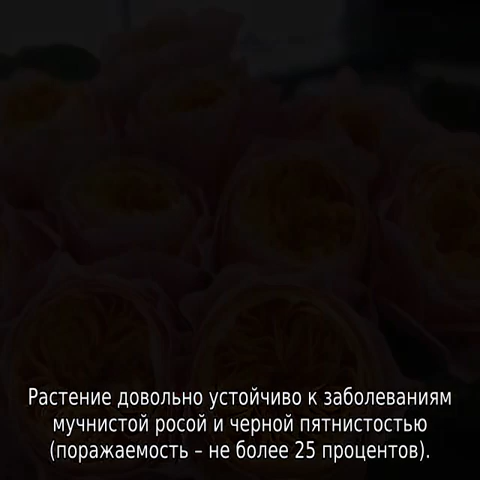 Растение довольно устойчиво к заболеваниям
мучнистой росой и черной пятнистостью
(поражаемость – не более 25 процентов).